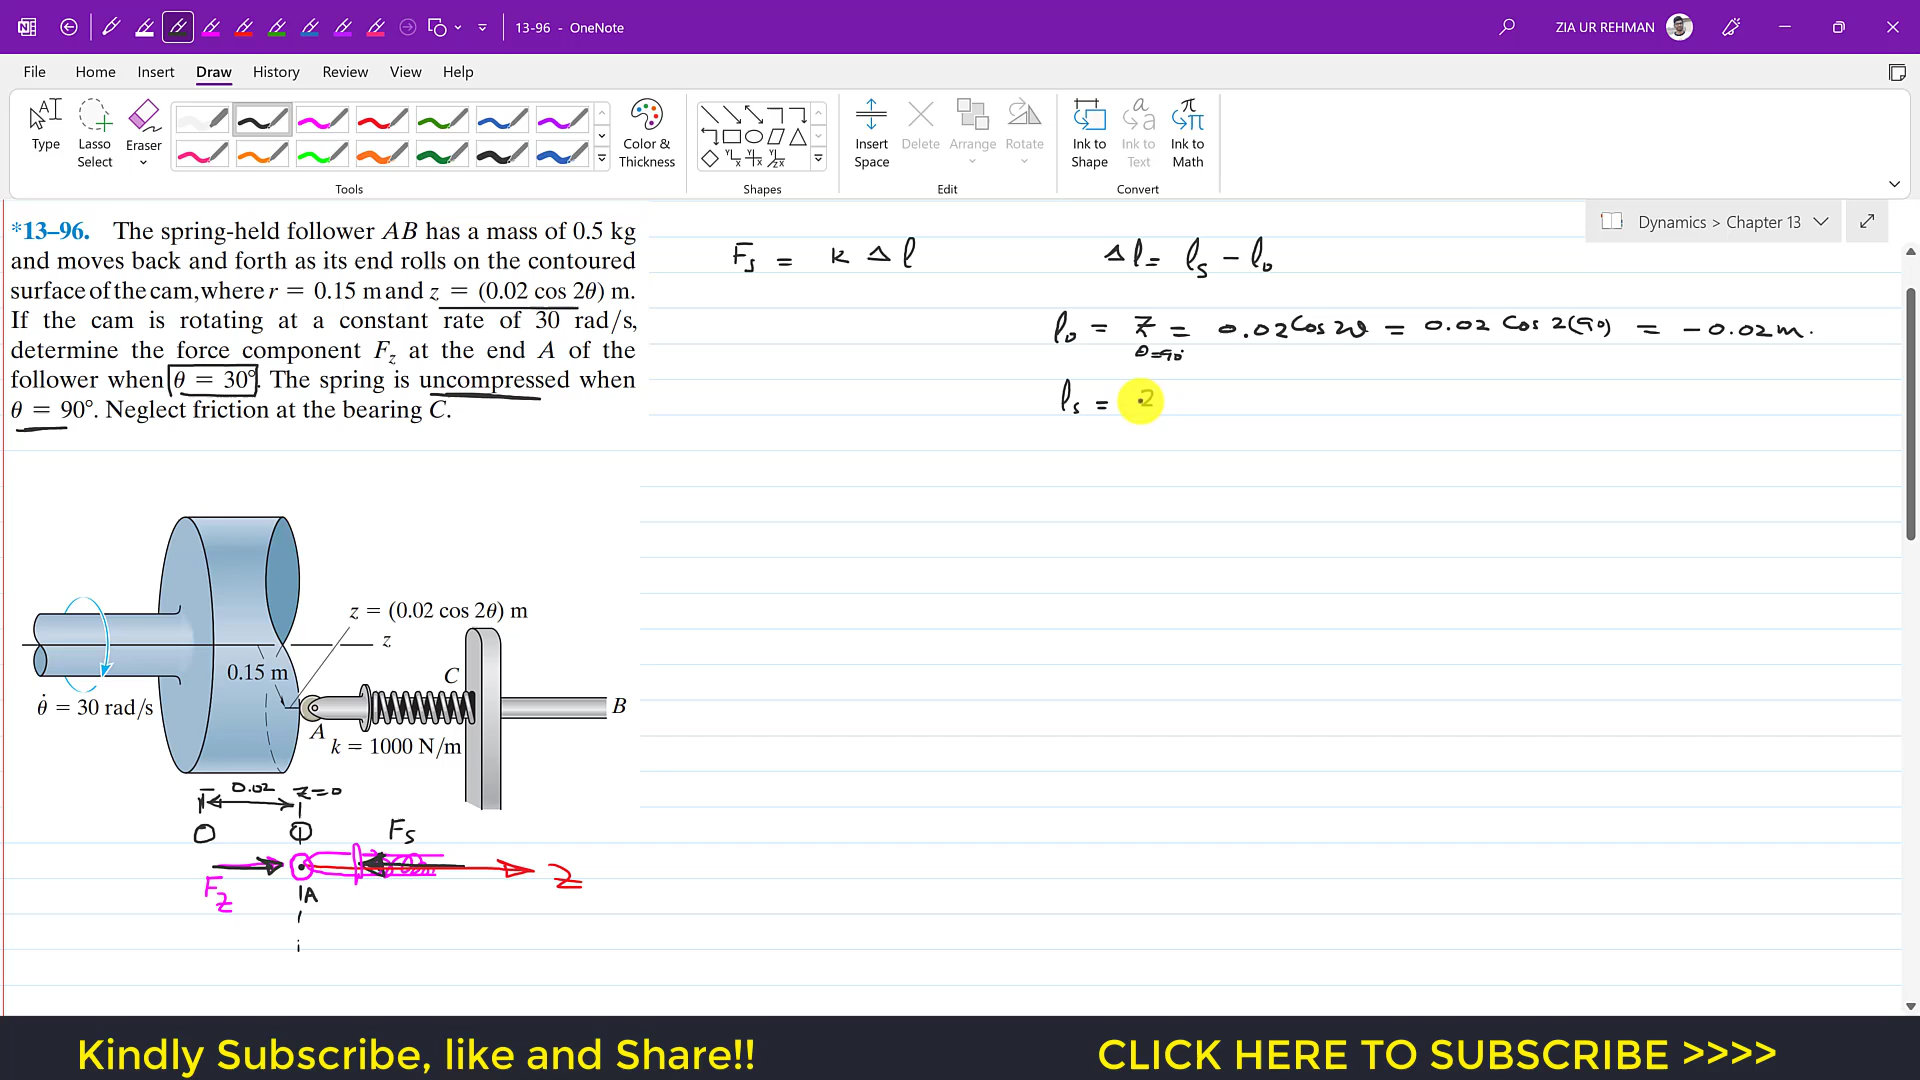 13-96 - OneNote
ZIA UR REHMAN
File Home Insert Draw History Review View Help
Type
Lasso Select
Eraser
Color & Thickness
Insert Space
Delete
Arrange
Rotate
Ink to Shape
Ink to Text
Ink to Math
Tools
Shapes
Edit
Convert
Dynamics > Chapter 13
*13–96. The spring-held follower AB has a mass of 0.5 kg
and moves back and forth as its end rolls on the contoured
surface of the cam, where r = 0.15 m and z = (0.02 cos 2θ) m.
If the cam is rotating at a constant rate of 30 rad/s,
determine the force component Fz at the end A of the
follower when θ = 30°. The spring is uncompressed when
θ = 90°. Neglect friction at the bearing C.
Fs = k Δl
Δl = ls - l0
l0 = z θ=90° = 0.02 cos 2θ = 0.02 cos 2(90) = -0.02 m.
ls = z
z = (0.02 cos 2θ) m
z
0.15 m
C
θ̇ = 30 rad/s
A
B
k = 1000 N/m
0.02
z=0
Fs
Fz
A
z
Kindly Subscribe, like and Share!!
CLICK HERE TO SUBSCRIBE >>>>